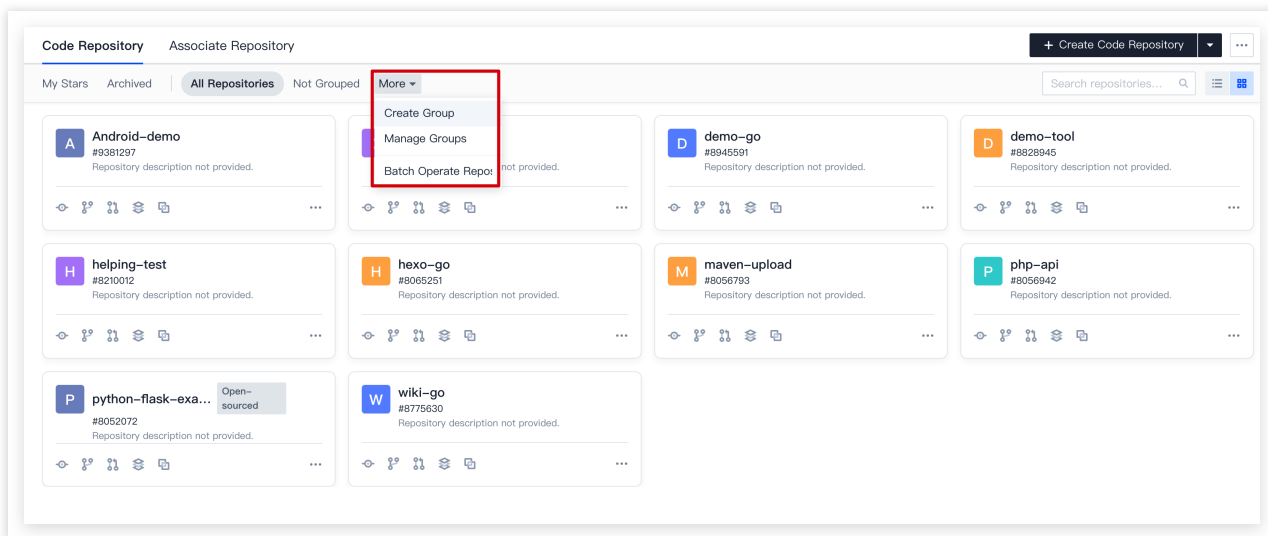 Code Repository Associate Repository + Create Code Repository ...
My Stars Archived All Repositories Not Grouped More Search repositories...
Create Group
Manage Groups
Batch Operate Repos
A Android-demo
#9381297
Repository description not provided.
not provided.
D demo-go
#8945591
Repository description not provided.
D demo-tool
#8828945
Repository description not provided.
H helping-test
#8210012
Repository description not provided.
H hexo-go
#8065251
Repository description not provided.
M maven-upload
#8056793
Repository description not provided.
P php-api
#8056942
Repository description not provided.
P python-flask-exa... Open-
sourced
#8052072
Repository description not provided.
W wiki-go
#8775630
Repository description not provided.